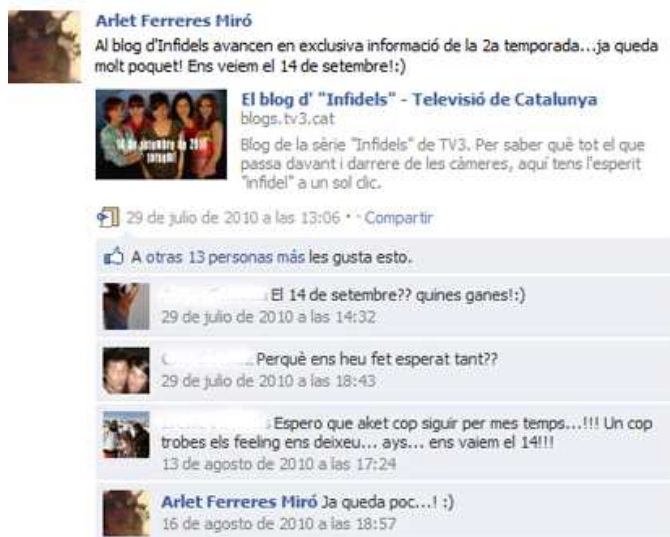 Arlet Ferreres Miró
Al blog d'Infidels avancen en exclusiva informació de la 2a temporada...ja queda
molt poquet! Ens veiem el 14 de setembre!:)
El blog d' "Infidels" - Televisió de Catalunya
blogs.tv3.cat
14 de setembre de 2010
tornem!
Blog de la sèrie "Infidels" de TV3. Per saber què tot el que
passa davant i darrere de les càmeres, aquí tens l'esperit
"infidel" a un sol clic.
29 de julio de 2010 a las 13:06 · · Compartir
A otras 13 personas más les gusta esto.
El 14 de setembre?? quines ganes!:)
29 de julio de 2010 a las 14:32
Perquè ens heu fet esperat tant??
29 de julio de 2010 a las 18:43
Espero que aket cop siguir per mes temps...!!! Un cop
trobes els feeling ens deixeu... ays... ens vaiem el 14!!!
13 de agosto de 2010 a las 17:24
Arlet Ferreres Miró Ja queda poc...! :)
16 de agosto de 2010 a las 18:57